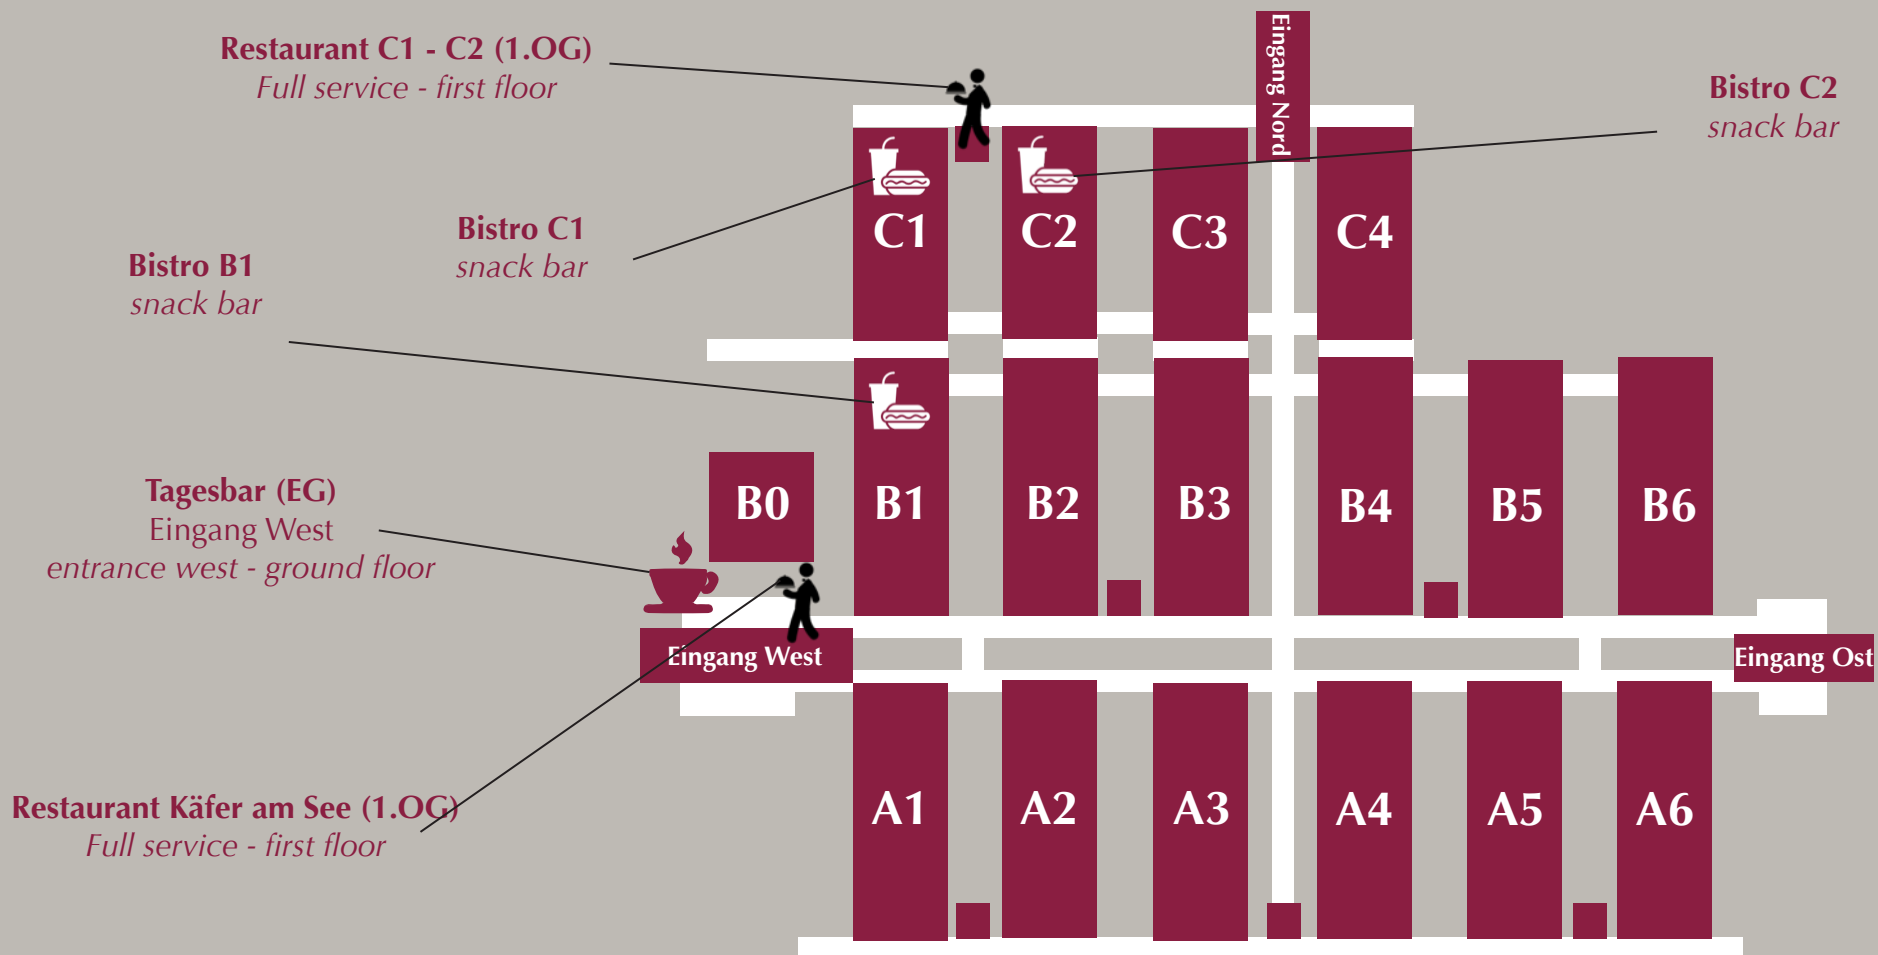 Restaurant C1 - C2 (1.OG)
Full service - first floor
Eingang Nord
Bistro C2
snack bar
Bistro C1
snack bar
Bistro B1
snack bar
C1
C2
C3
C4
Tagesbar (EG)
Eingang West
entrance west - ground floor
B0
B1
B2
B3
B4
B5
B6
Eingang West
Eingang Ost
Restaurant Käfer am See (1.OG)
Full service - first floor
A1
A2
A3
A4
A5
A6